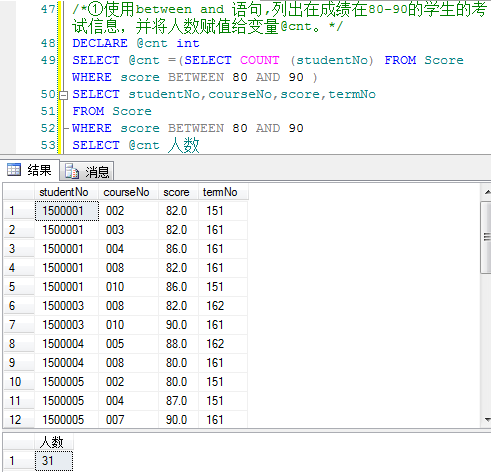 47 /*①使用between and 语句,列出在成绩在80-90的学生的考
试信息，并将人数赋值给变量@cnt。*/
48 DECLARE @cnt int
49 SELECT @cnt =(SELECT COUNT (studentNo) FROM Score
WHERE score BETWEEN 80 AND 90 )
50 SELECT studentNo,courseNo,score,termNo
51 FROM Score
52 WHERE score BETWEEN 80 AND 90
53 SELECT @cnt 人数
结果 消息
studentNo courseNo score termNo
1 1500001 002 82.0 151
2 1500001 003 82.0 161
3 1500001 004 86.0 161
4 1500001 008 82.0 161
5 1500001 010 86.0 151
6 1500003 008 82.0 162
7 1500003 010 90.0 161
8 1500004 005 88.0 162
9 1500004 008 80.0 161
10 1500005 002 80.0 151
11 1500005 004 87.0 151
12 1500005 007 90.0 161
人数
1 31